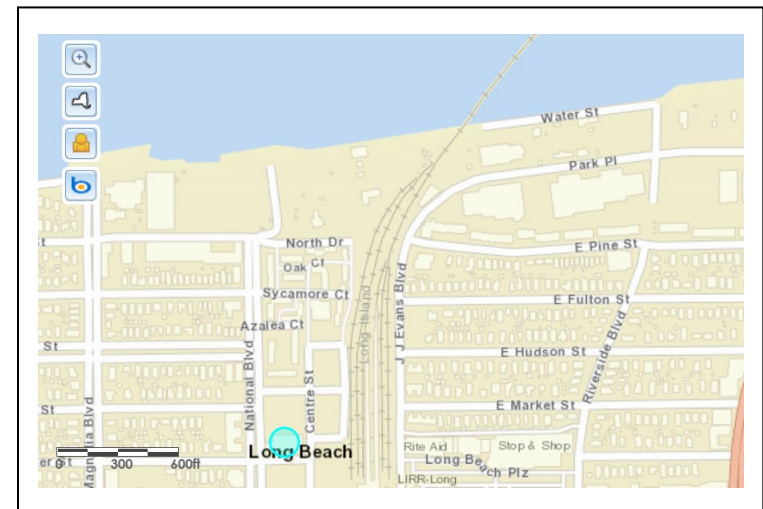 Water St
Park Pl
North Dr
E Pine St
Oak Ct
Sycamore Ct
E Fulton St
Azalea Ct
Long Island
J J Evans Blvd
St
E Hudson St
Riverside Blvd
National Blvd
Centre St
St
E Market St
Magnolia Blvd
Rite Aid
Stop & Shop
Long Beach
Long Beach Plz
0 300 600ft
LIRR-Long